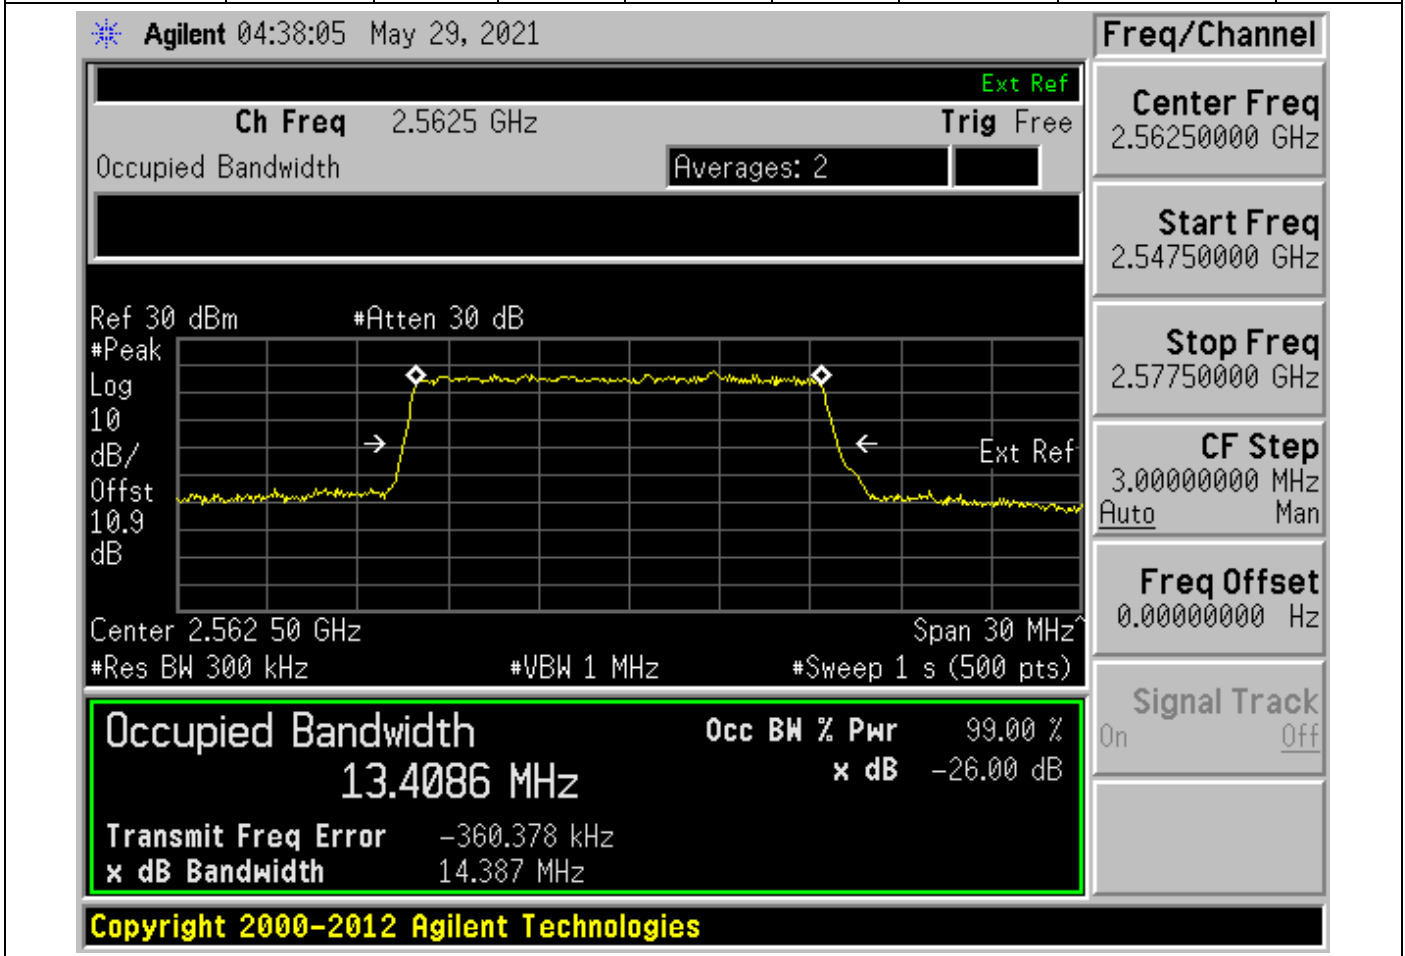 Agilent 04:38:05 May 29, 2021
Freq/Channel
Ext Ref
Ch Freq 2.5625 GHz Trig Free
Occupied Bandwidth Averages: 2
Center Freq
2.56250000 GHz
Start Freq
2.54750000 GHz
Stop Freq
2.57750000 GHz
CF Step
3.00000000 MHz
Auto Man
Freq Offset
0.00000000 Hz
Signal Track
On Off
Ref 30 dBm #Atten 30 dB
#Peak
Log
10
dB/
Offst
10.9
dB
Ext Ref
Center 2.562 50 GHz Span 30 MHz^
#Res BW 300 kHz #VBW 1 MHz #Sweep 1 s (500 pts)
Occupied Bandwidth Occ BW % Pwr 99.00 %
13.4086 MHz x dB -26.00 dB
Transmit Freq Error -360.378 kHz
x dB Bandwidth 14.387 MHz
Copyright 2000-2012 Agilent Technologies